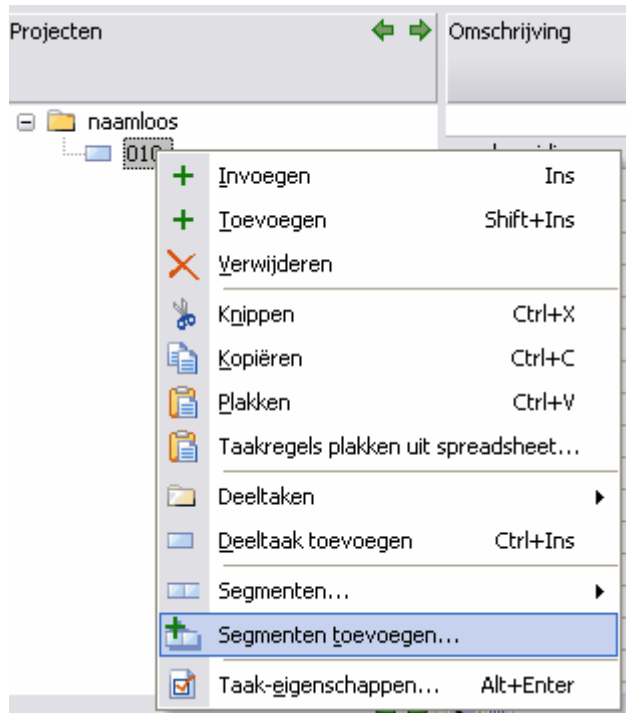 Projecten
Omschrijving
naamloos
010
Invoegen Ins
Toevoegen Shift+Ins
Verwijderen
Knippen Ctrl+X
Kopiëren Ctrl+C
Plakken Ctrl+V
Taakregels plakken uit spreadsheet...
Deeltaken
Deeltaak toevoegen Ctrl+Ins
Segmenten...
Segmenten toevoegen...
Taak-eigenschappen... Alt+Enter